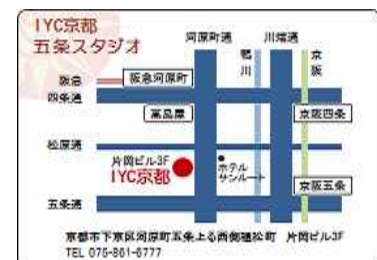 IYC京都
五条スタジオ
河原町通
川端通
鴨川
京阪
阪急
阪急河原町
四条通
高島屋
京阪四条
松原通
片岡ビル3F
IYC京都
ホテル
サンルート
京阪五条
五条通
京都市下京区河原町五条上る西側植松町 片岡ビル3F
TEL 075-861-6777